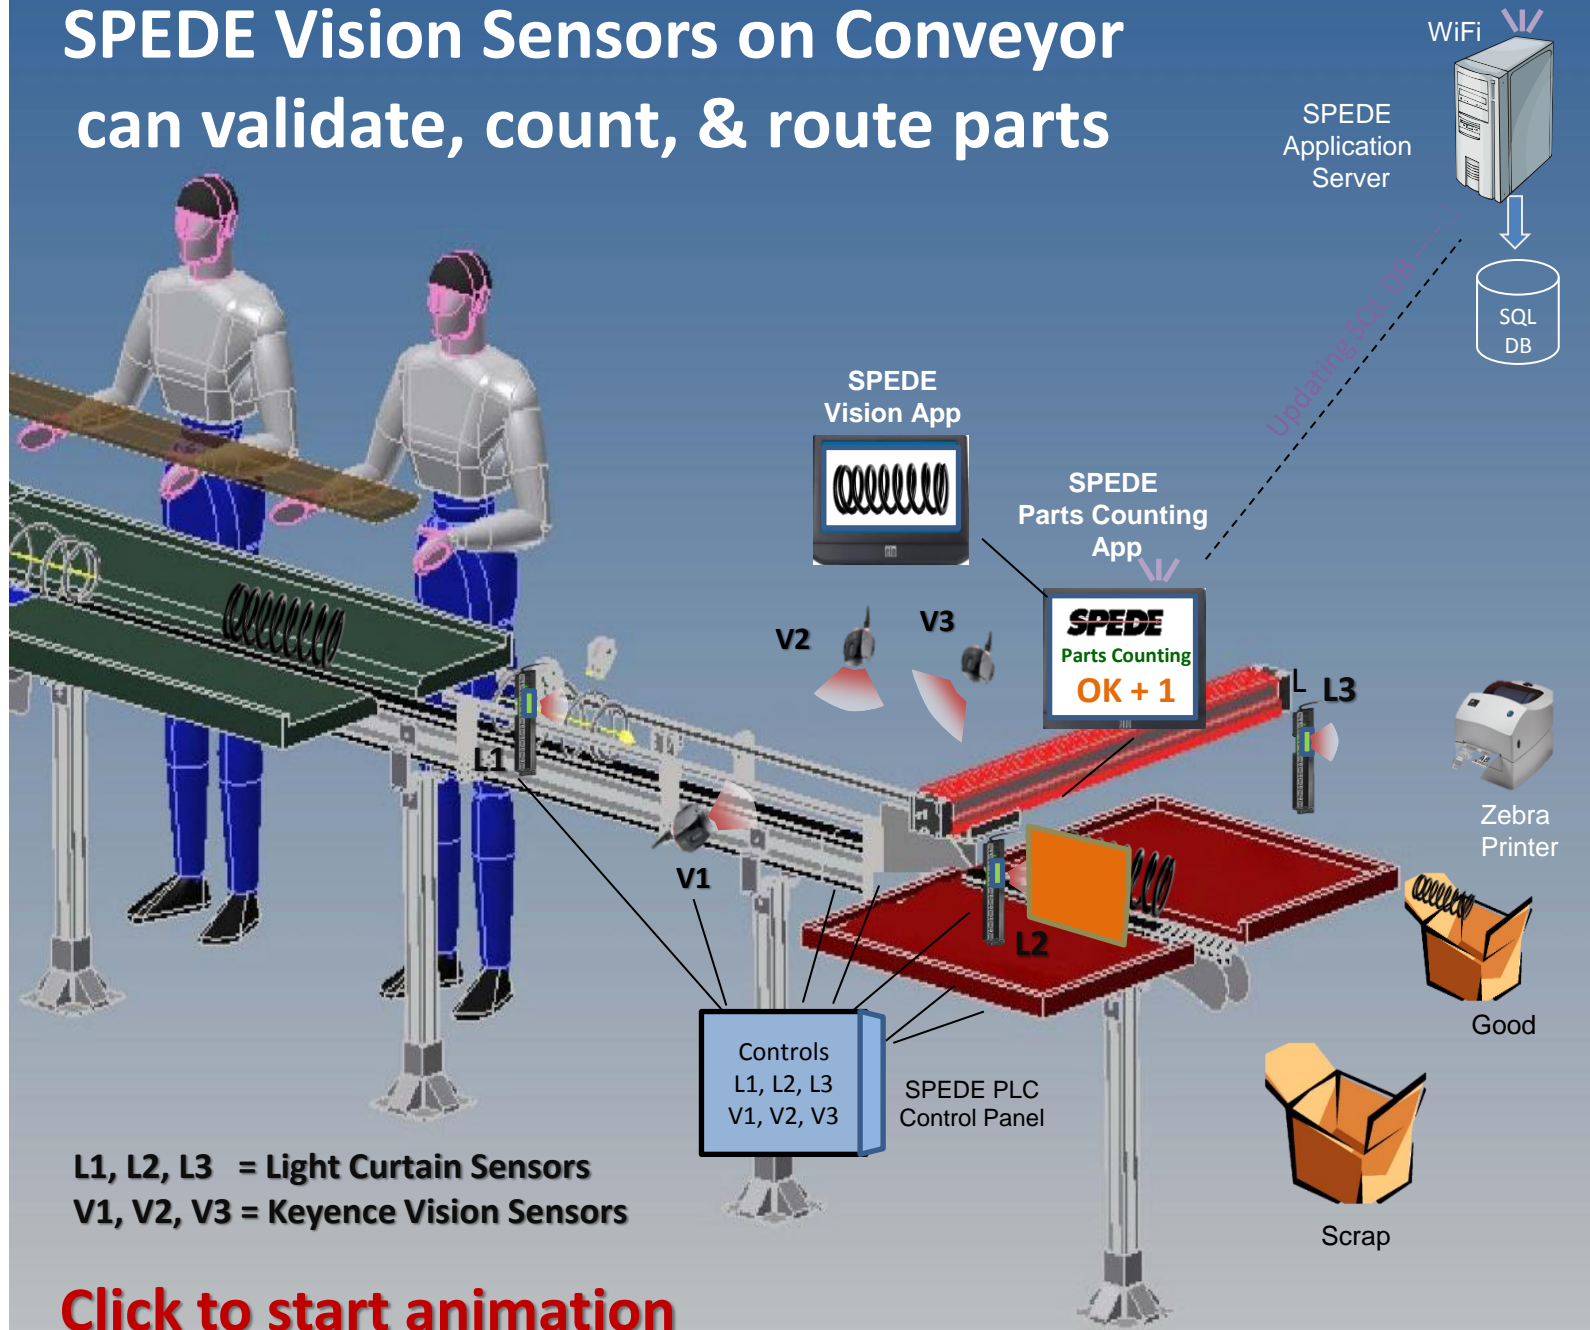 SPEDE Vision Sensors on Conveyor
can validate, count, & route parts
WiFi
SPEDE
Application
Server
SQL
DB
Updating SQL DB -----
SPEDE
Vision App
SPEDE
Parts Counting
App
V2
V3
SPEDE
Parts Counting
OK + 1
L
L3
L1
Zebra
Printer
V1
L2
Good
Controls
L1, L2, L3
V1, V2, V3
SPEDE PLC
Control Panel
L1, L2, L3 = Light Curtain Sensors
V1, V2, V3 = Keyence Vision Sensors
Scrap
Click to start animation